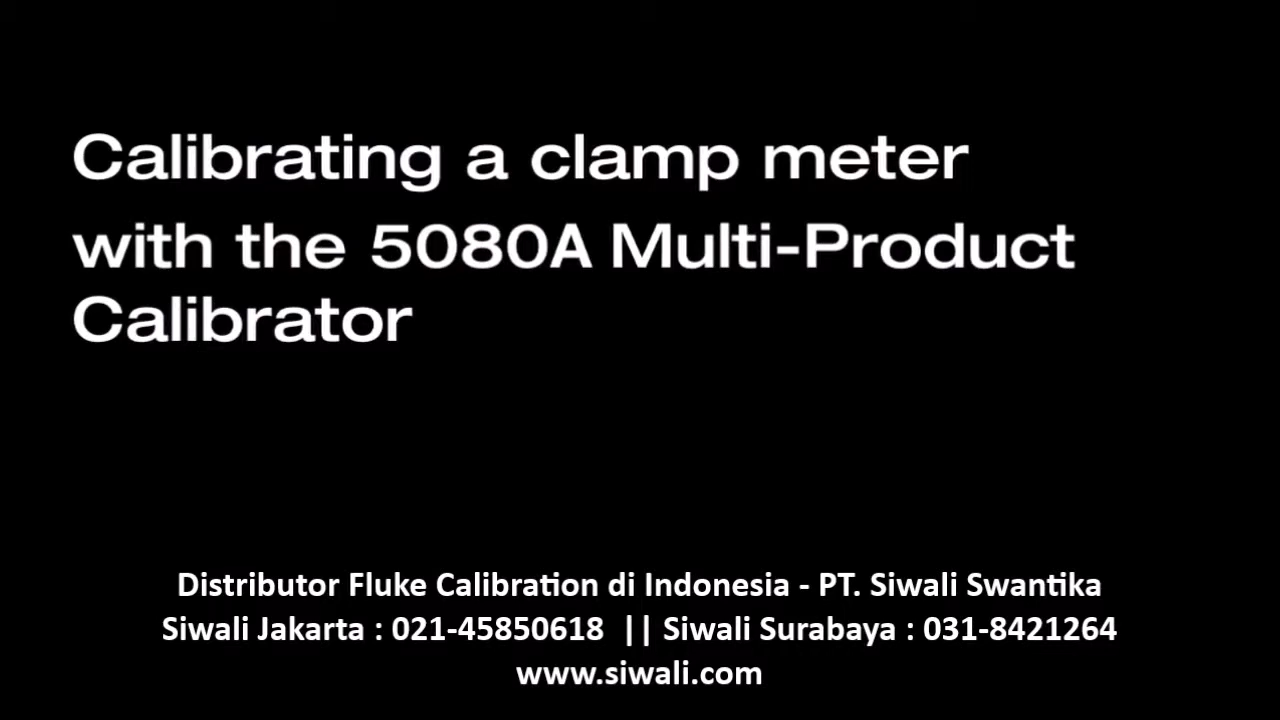 Calibrating a clamp meter
with the 5080A Multi-Product
Calibrator
Distributor Fluke Calibration di Indonesia - PT. Siwali Swantika
Siwali Jakarta : 021-45850618 || Siwali Surabaya : 031-8421264
www.siwali.com